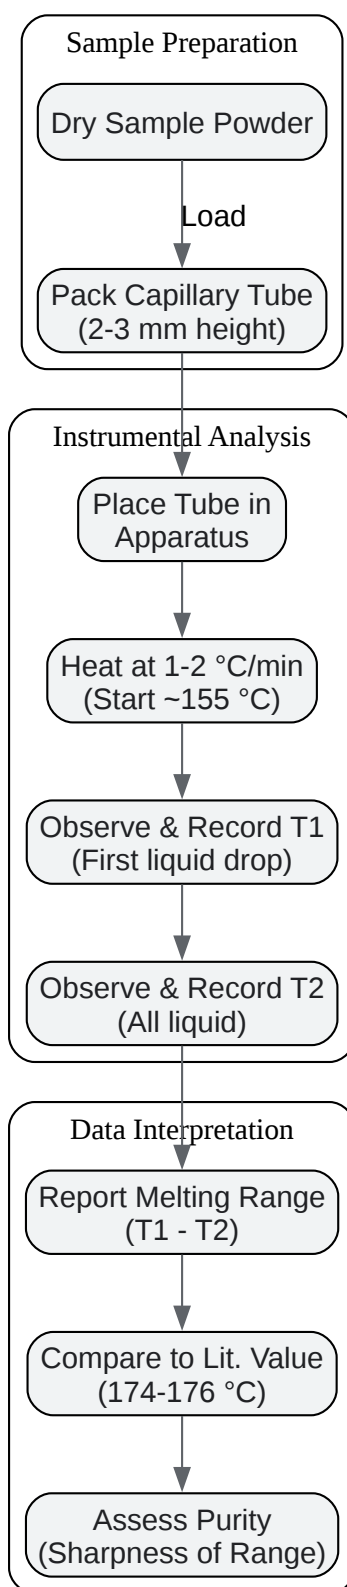 Sample Preparation
Dry Sample Powder
Load
Pack Capillary Tube
(2-3 mm height)
Instrumental Analysis
Place Tube in
Apparatus
Heat at 1-2 °C/min
(Start ~155 °C)
Observe & Record T1
(First liquid drop)
Observe & Record T2
(All liquid)
Data Interpretation
Report Melting Range
(T1 - T2)
Compare to Lit. Value
(174-176 °C)
Assess Purity
(Sharpness of Range)